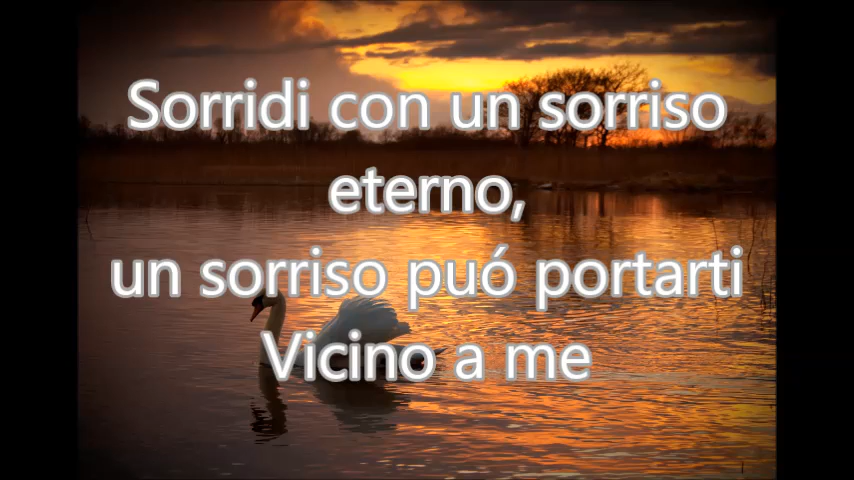 Sorridi con un sorriso
eterno,
un sorriso puó portarti
Vicino a me